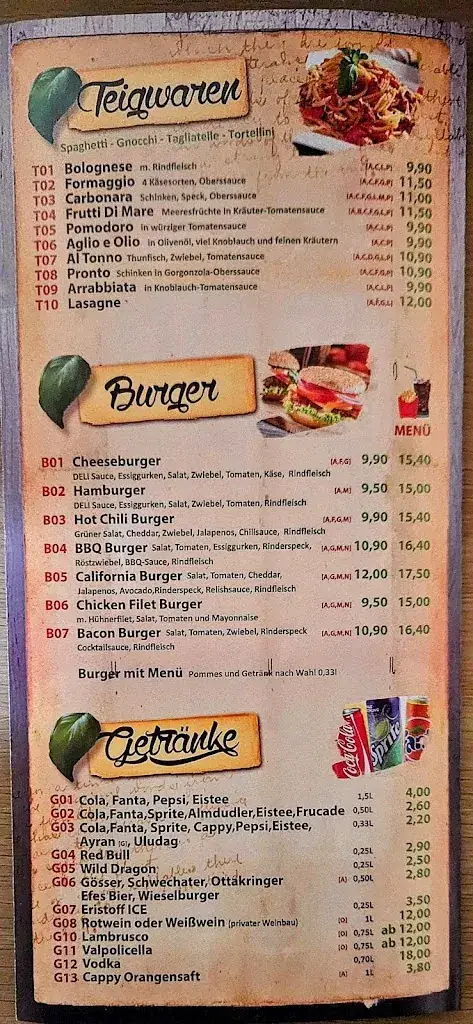 Teigwaren
Spaghetti - Gnocchi - Tagliatelle - Tortellini
T01 Bolognese m. Rindfleisch [A,C,L,P] 9,90
T02 Formaggio 4 Käsesorten, Oberssauce [A,C,F,G,P] 11,50
T03 Carbonara Schinken, Speck, Oberssauce [A,C,F,G,L,M,P] 11,00
T04 Frutti Di Mare Meeresfrüchte in Kräuter-Tomatensauce [A,B,C,F,G,L,P] 11,50
T05 Pomodoro in würziger Tomatensauce [A,C,L,P] 9,90
T06 Aglio e Olio in Olivenöl, viel Knoblauch und feinen Kräutern [A,C,P] 9,90
T07 Al Tonno Thunfisch, Zwiebel, Tomatensauce [A,C,D,G,L,P] 10,90
T08 Pronto Schinken in Gorgonzola-Oberssauce [A,C,F,G,P] 10,90
T09 Arrabbiata in Knoblauch-Tomatensauce [A,C,L,P] 9,90
T10 Lasagne [A,F,G,L] 12,00
Burger
MENÜ
B01 Cheeseburger [A,F,G] 9,90 15,40
DELI Sauce, Essiggurken, Salat, Zwiebel, Tomaten, Käse, Rindfleisch
B02 Hamburger [A,M] 9,50 15,00
DELI Sauce, Essiggurken, Salat, Zwiebel, Tomaten, Rindfleisch
B03 Hot Chili Burger [A,F,G,M] 9,90 15,40
Grüner Salat, Cheddar, Zwiebel, Jalapenos, Chilisauce, Rindfleisch
B04 BBQ Burger Salat, Tomaten, Essiggurken, Rinderspeck, [A,G,M,N] 10,90 16,40
Röstzwiebel, BBQ-Sauce, Rindfleisch
B05 California Burger Salat, Tomaten, Cheddar, [A,G,M,N] 12,00 17,50
Jalapenos, Avocado,Rinderspeck, Relishsauce, Rindfleisch
B06 Chicken Filet Burger [A,G,M,N] 9,50 15,00
m. Hühnerfilet, Salat, Tomaten und Mayonnaise
B07 Bacon Burger Salat, Tomaten, Zwiebel, Rinderspeck [A,G,M,N] 10,90 16,40
Cocktailsauce, Rindfleisch
Burger mit Menü Pommes und Getränk nach Wahl 0,33l
Getränke
Coca-Cola
Sprite
G01 Cola, Fanta, Pepsi, Eistee 1,5L 4,00
G02 Cola,Fanta,Sprite,Almdudler,Eistee,Frucade 0,50L 2,60
G03 Cola,Fanta, Sprite, Cappy,Pepsi,Eistee, 0,33L 2,20
Ayran [G], Uludag
G04 Red Bull 0,25L 2,90
G05 Wild Dragon 0,25L 2,50
G06 Gösser, Schwechater, Ottakringer [A] 0,50L 2,80
Efes Bier, Wieselburger
G07 Eristoff ICE 0,25L 3,50
G08 Rotwein oder Weißwein (privater Weinbau) [O] 1L 12,00
G10 Lambrusco [O] 0,75L ab 12,00
G11 Valpolicella [O] 0,75L ab 12,00
G12 Vodka 0,70L 18,00
G13 Cappy Orangensaft [A] 1L 3,80